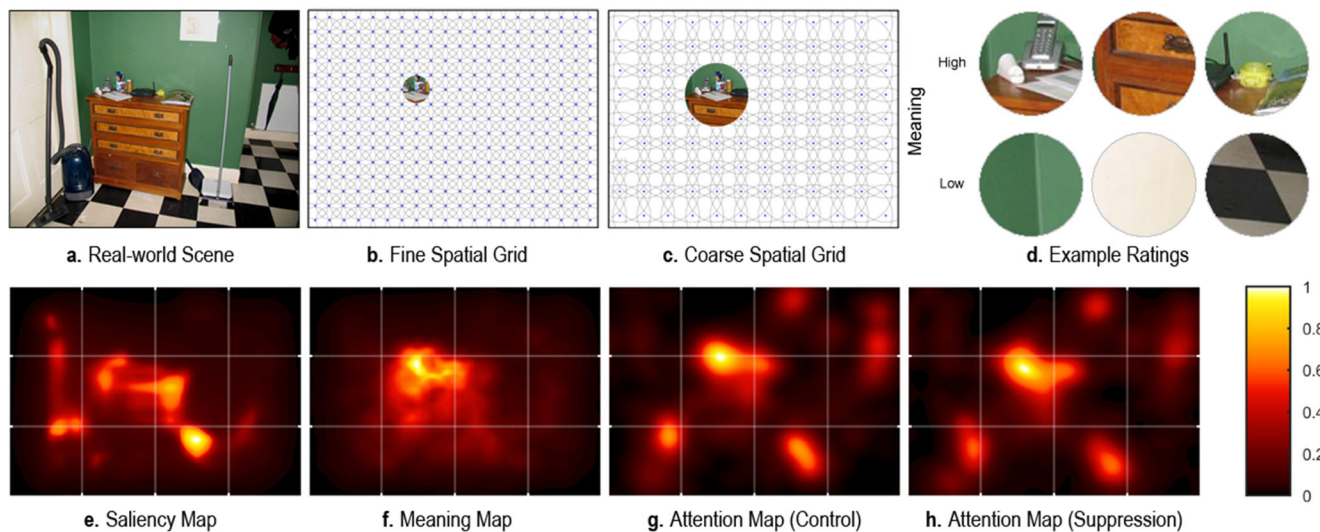 Meaning
High
Low
a. Real-world Scene
b. Fine Spatial Grid
c. Coarse Spatial Grid
d. Example Ratings
1
0.8
0.6
0.4
0.2
0
e. Saliency Map
f. Meaning Map
g. Attention Map (Control)
h. Attention Map (Suppression)